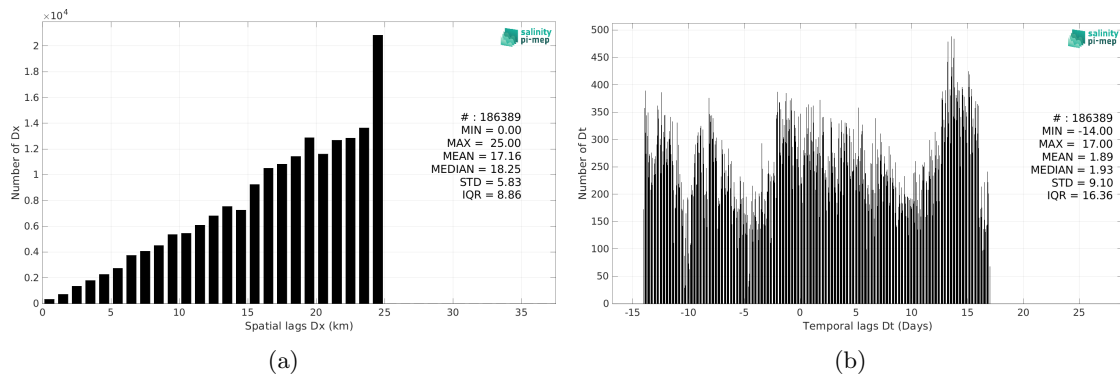 ×10⁴
2
1.8
1.6
1.4
1.2
1
0.8
0.6
0.4
0.2
0
Number of Dx
salinity
pi-mep
# : 186389
MIN = 0.00
MAX = 25.00
MEAN = 17.16
MEDIAN = 18.25
STD = 5.83
IQR = 8.86
0 5 10 15 20 25 30 35
Spatial lags Dx (km)
(a)
500
450
400
350
300
250
200
150
100
50
0
Number of Dt
salinity
pi-mep
# : 186389
MIN = -14.00
MAX = 17.00
MEAN = 1.89
MEDIAN = 1.93
STD = 9.10
IQR = 16.36
-15 -10 -5 0 5 10 15 20 25
Temporal lags Dt (Days)
(b)